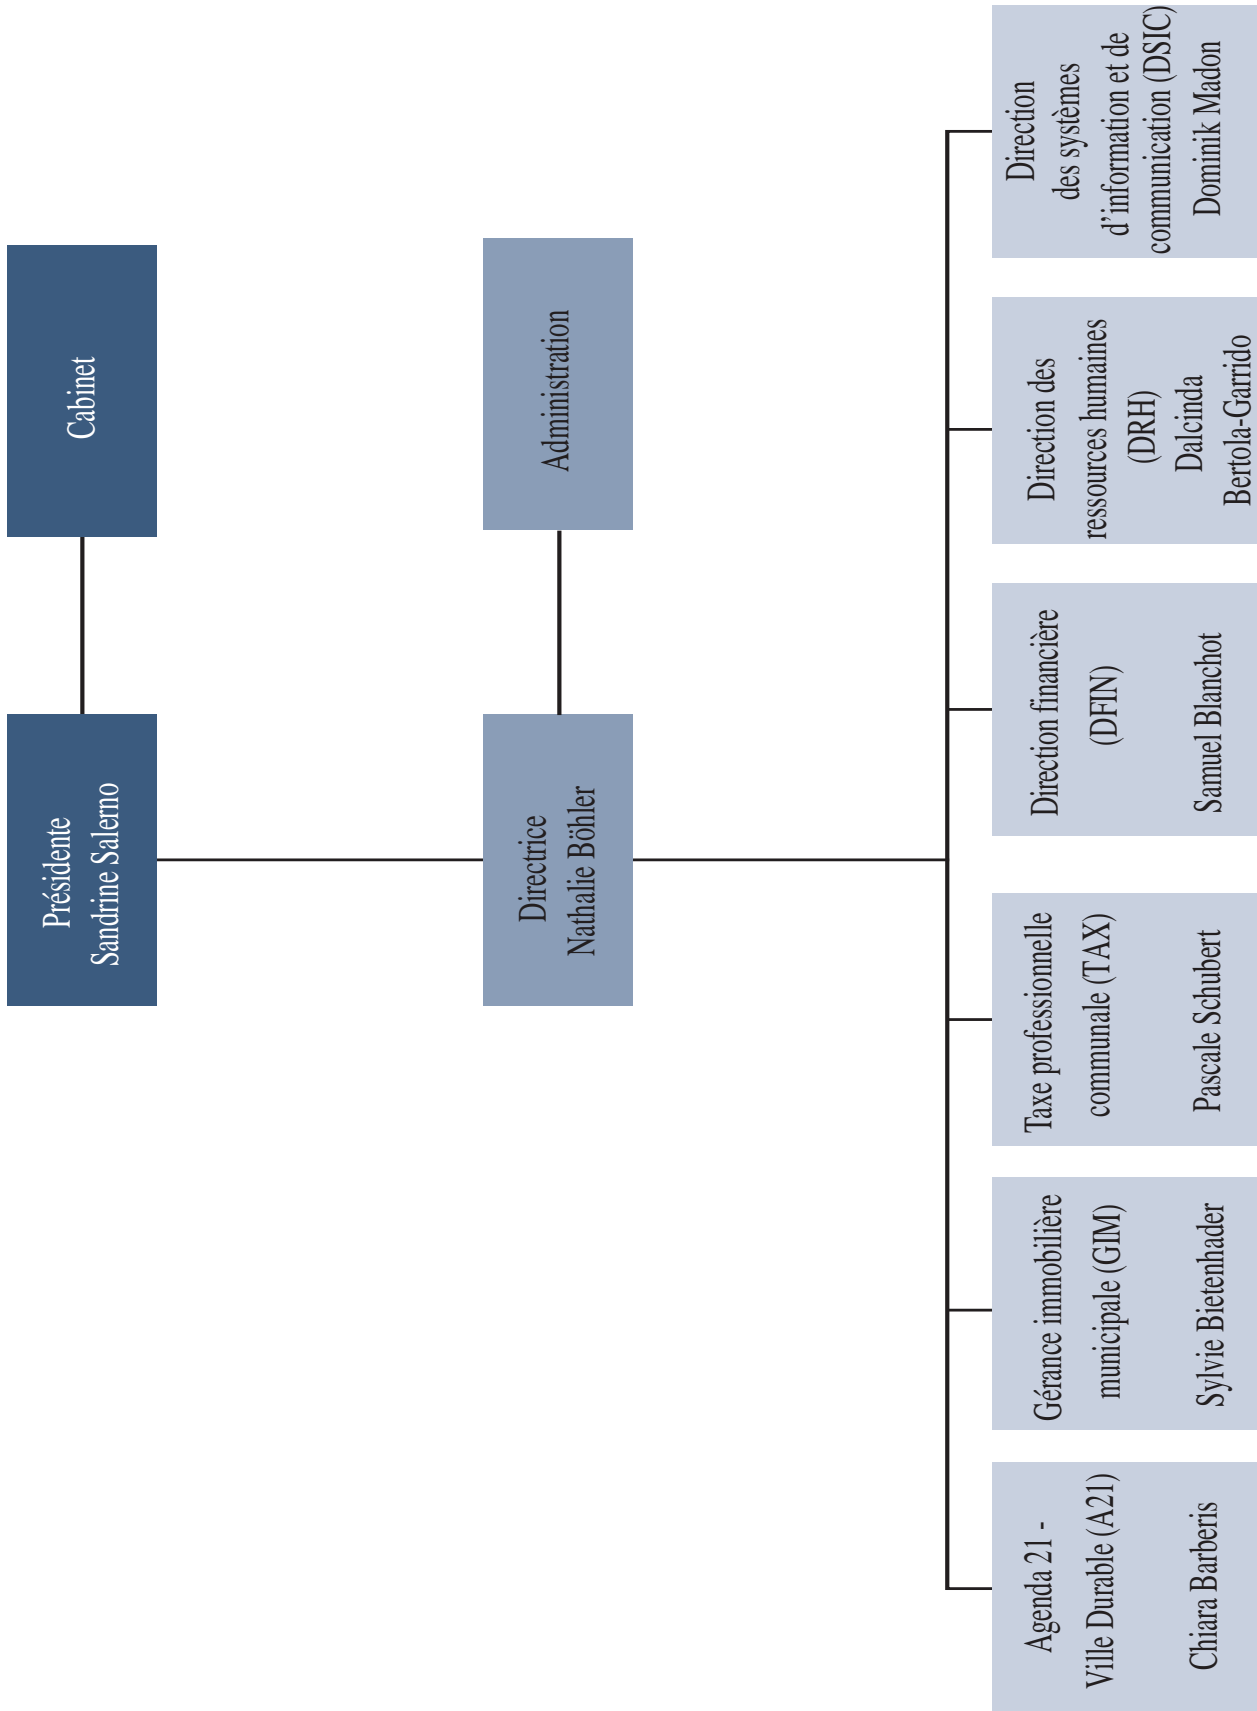 Présidente
Sandrine Salerno
Cabinet
Directrice
Nathalie Böhler
Administration
Agenda 21 -
Ville Durable (A21)
Chiara Barberis
Gérance immobilière
municipale (GIM)
Sylvie Bietenhader
Taxe professionnelle
communale (TAX)
Pascale Schubert
Direction financière
(DFIN)
Samuel Blanchot
Direction des
ressources humaines
(DRH)
Dalcinda
Bertola-Garrido
Direction
des systèmes
d’information et de
communication (DSIC)
Dominik Madon